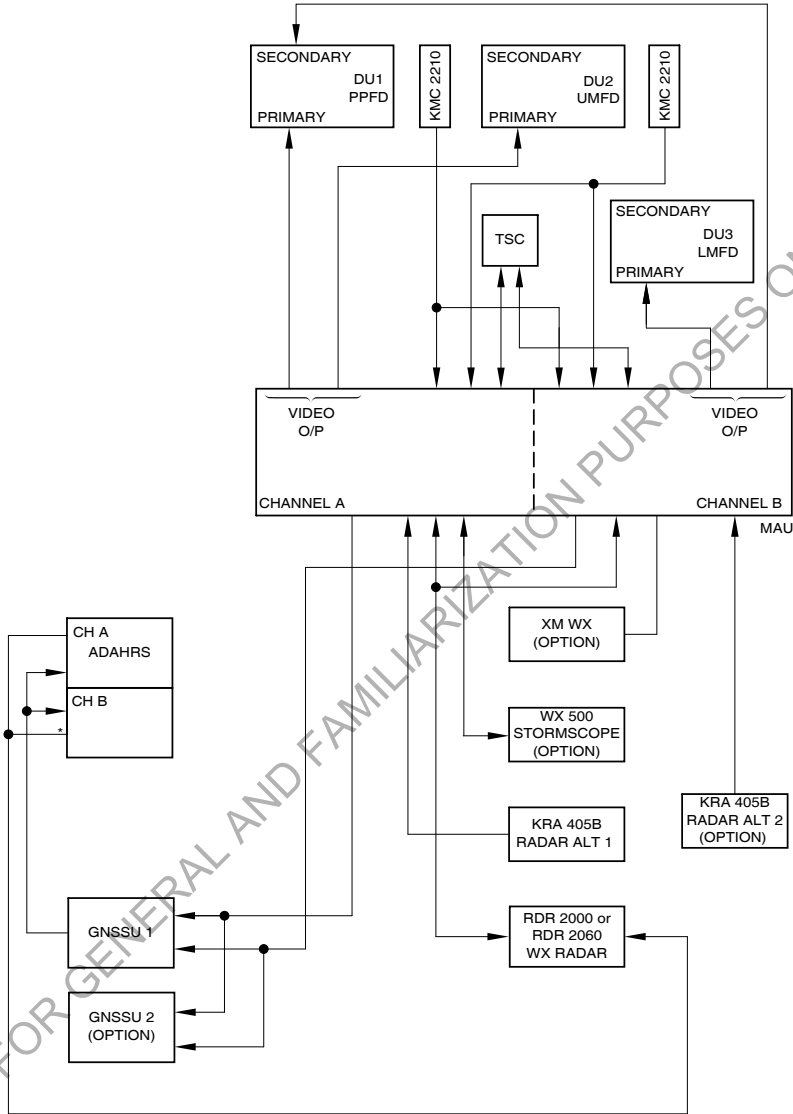 SECONDARY
DU1
PPFD
PRIMARY
KMC 2210
SECONDARY
DU2
UMFD
PRIMARY
KMC 2210
SECONDARY
DU3
LMFD
PRIMARY
TSC
VIDEO
O/P
VIDEO
O/P
CHANNEL A
CHANNEL B
MAU
CH A
ADAHRS
CH B
*
XM WX
(OPTION)
WX 500
STORMSCOPE
(OPTION)
KRA 405B
RADAR ALT 1
KRA 405B
RADAR ALT 2
(OPTION)
GNSSU 1
RDR 2000 or
RDR 2060
WX RADAR
GNSSU 2
(OPTION)
FOR GENERAL AND FAMILIARIZATION PURPOSES